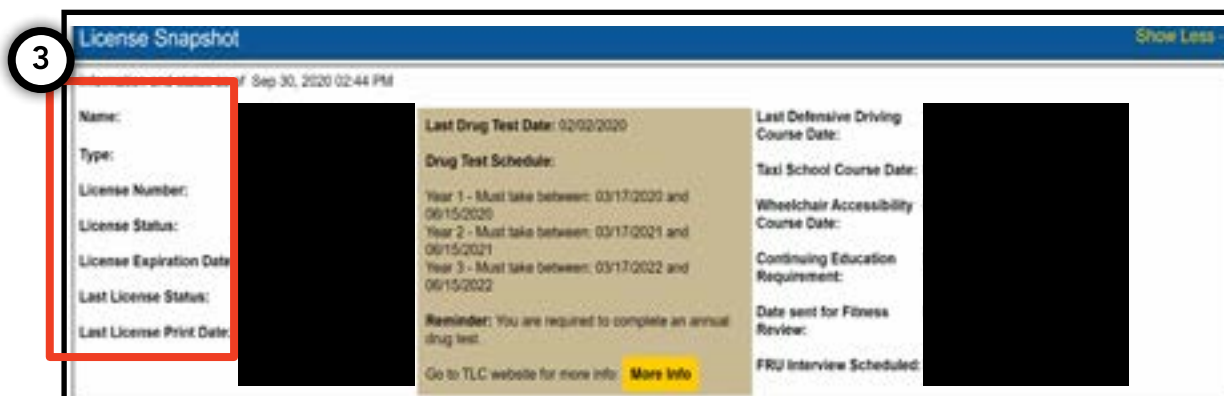 3
License Snapshot
Show Less -
Information and status as of Sep 30, 2020 02:44 PM
Name:
Type:
License Number:
License Status:
License Expiration Date
Last License Status:
Last License Print Date:
Last Drug Test Date: 02/02/2020
Drug Test Schedule:
Year 1 - Must take between: 03/17/2020 and
06/15/2020
Year 2 - Must take between: 03/17/2021 and
06/15/2021
Year 3 - Must take between: 03/17/2022 and
06/15/2022
Reminder: You are required to complete an annual
drug test.
Go to TLC website for more info. More Info
Last Defensive Driving
Course Date:
Taxi School Course Date:
Wheelchair Accessibility
Course Date:
Continuing Education
Requirement:
Date sent for Fitness
Review:
FRU Interview Scheduled: